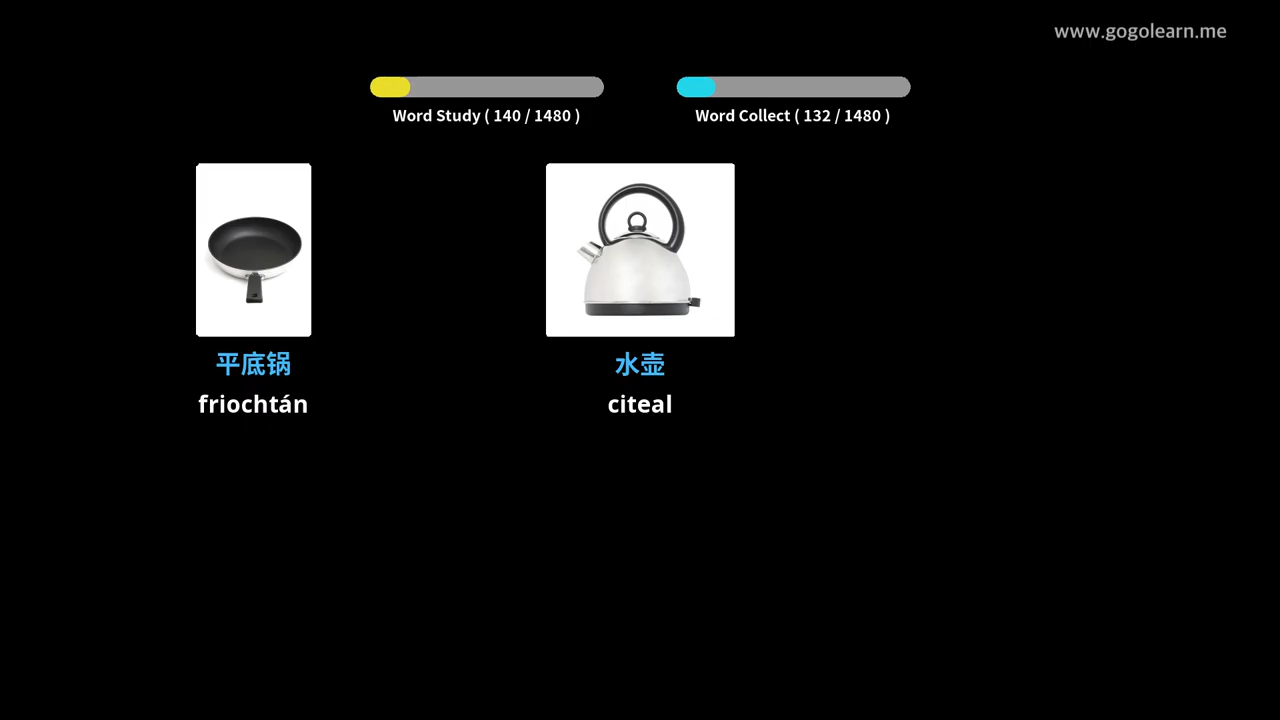 www.gogolearn.me
Word Study ( 140 / 1480 )
Word Collect ( 132 / 1480 )
平底锅
friochtán
水壶
citeal